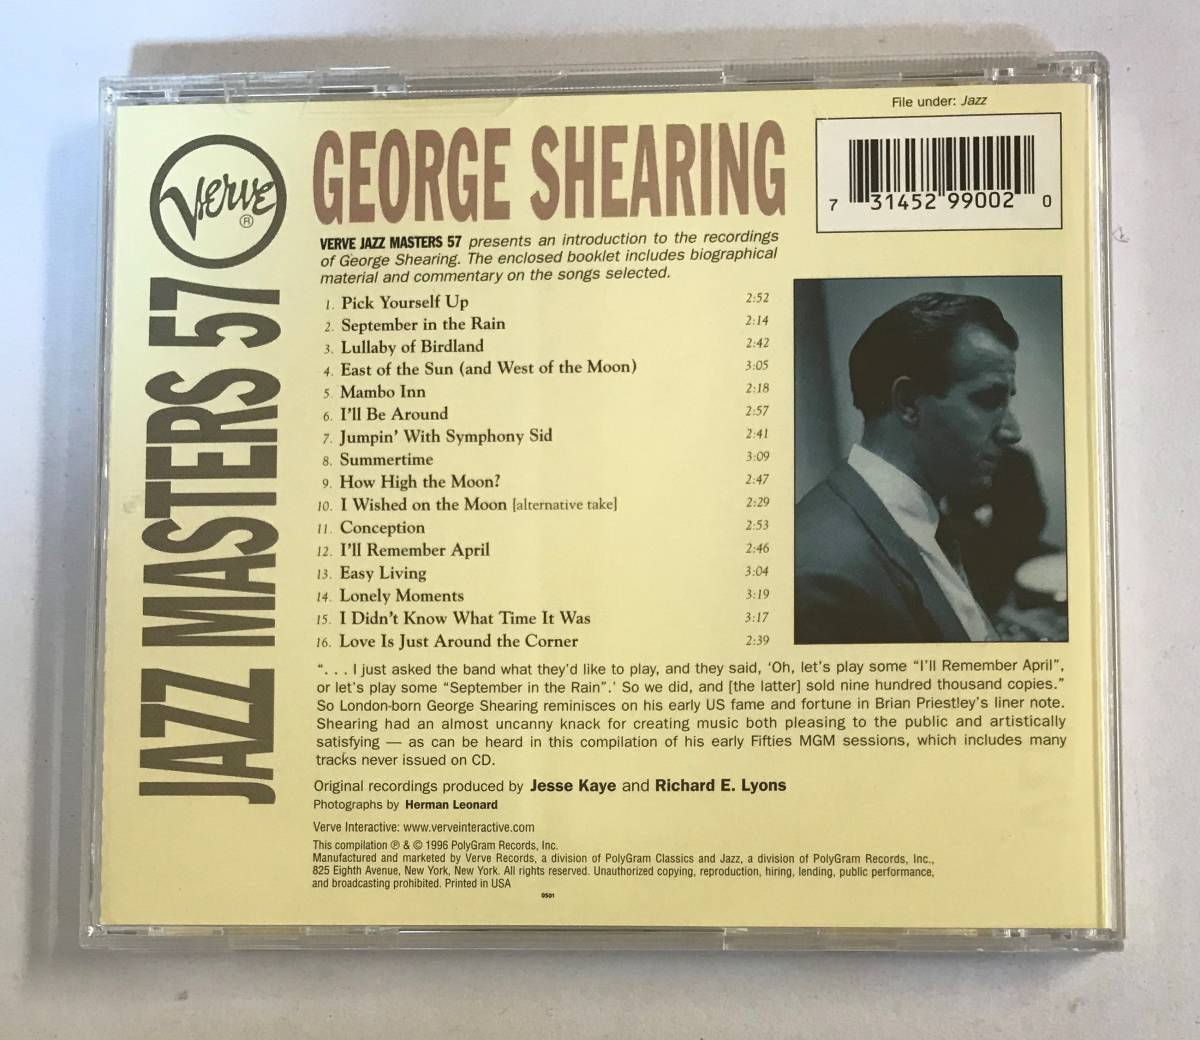 File under: Jazz
7 31452 99002 0
Verve ®
JAZZ MASTERS 57
GEORGE SHEARING
VERVE JAZZ MASTERS 57 presents an introduction to the recordings
of George Shearing. The enclosed booklet includes biographical
material and commentary on the songs selected.
1. Pick Yourself Up 2:52
2. September in the Rain 2:14
3. Lullaby of Birdland 2:42
4. East of the Sun (and West of the Moon) 3:05
5. Mambo Inn 2:18
6. I'll Be Around 2:57
7. Jumpin' With Symphony Sid 2:41
8. Summertime 3:09
9. How High the Moon? 2:47
10. I Wished on the Moon [alternative take] 2:29
11. Conception 2:53
12. I'll Remember April 2:46
13. Easy Living 3:04
14. Lonely Moments 3:19
15. I Didn't Know What Time It Was 3:17
16. Love Is Just Around the Corner 2:39
“. . . I just asked the band what they'd like to play, and they said, ‘Oh, let's play some “I'll Remember April”,
or let's play some “September in the Rain”.’ So we did, and [the latter] sold nine hundred thousand copies.”
So London-born George Shearing reminisces on his early US fame and fortune in Brian Priestley's liner note.
Shearing had an almost uncanny knack for creating music both pleasing to the public and artistically
satisfying — as can be heard in this compilation of his early Fifties MGM sessions, which includes many
tracks never issued on CD.
Original recordings produced by Jesse Kaye and Richard E. Lyons
Photographs by Herman Leonard
Verve Interactive: www.verveinteractive.com
This compilation ℗ & © 1996 PolyGram Records, Inc.
Manufactured and marketed by Verve Records, a division of PolyGram Classics and Jazz, a division of PolyGram Records, Inc.,
825 Eighth Avenue, New York, New York. All rights reserved. Unauthorized copying, reproduction, hiring, lending, public performance,
and broadcasting prohibited. Printed in USA
0501